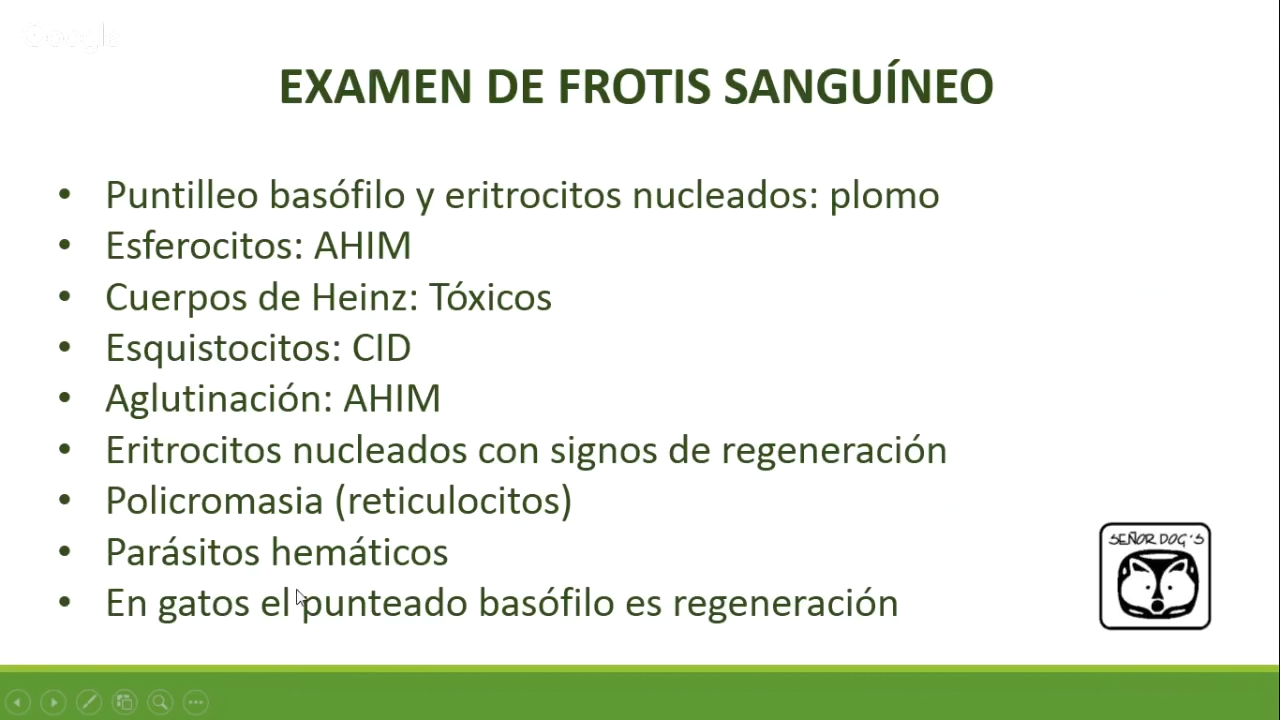 Google
EXAMEN DE FROTIS SANGUÍNEO
• Puntilleo basófilo y eritrocitos nucleados: plomo
• Esferocitos: AHIM
• Cuerpos de Heinz: Tóxicos
• Esquistocitos: CID
• Aglutinación: AHIM
• Eritrocitos nucleados con signos de regeneración
• Policromasia (reticulocitos)
• Parásitos hemáticos
• En gatos el punteado basófilo es regeneración
SEÑOR DOG'S